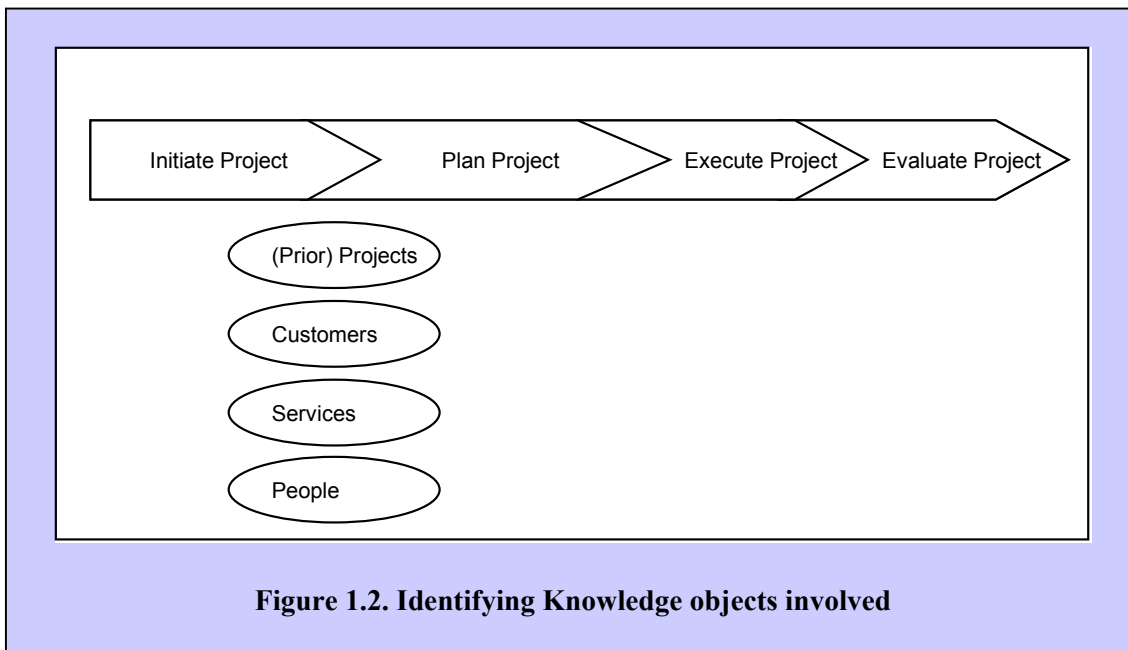 Initiate Project
Plan Project
Execute Project
Evaluate Project
(Prior) Projects
Customers
Services
People
Figure 1.2. Identifying Knowledge objects involved